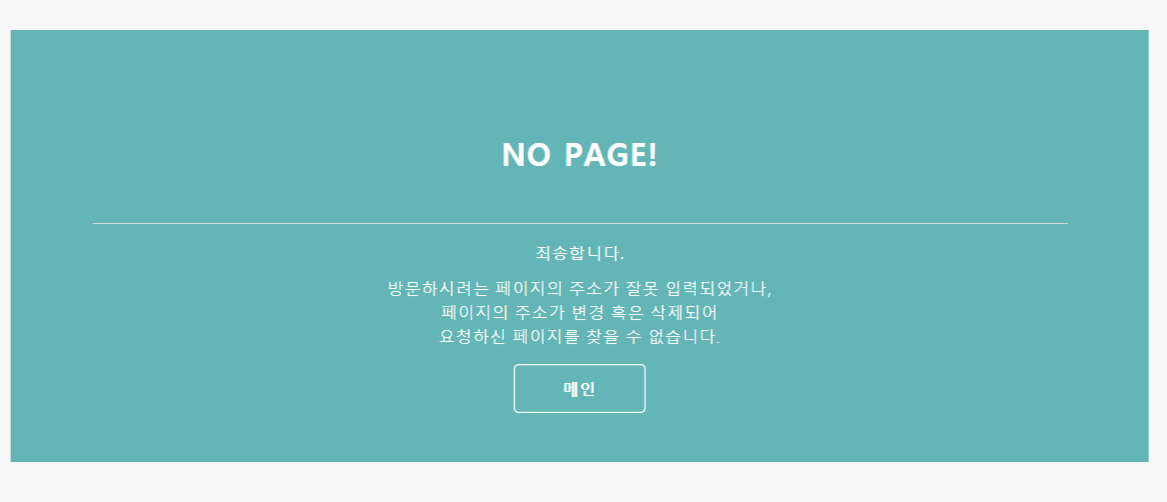 NO PAGE!
죄송합니다.
방문하시려는 페이지의 주소가 잘못 입력되었거나,
페이지의 주소가 변경 혹은 삭제되어
요청하신 페이지를 찾을 수 없습니다.
메인